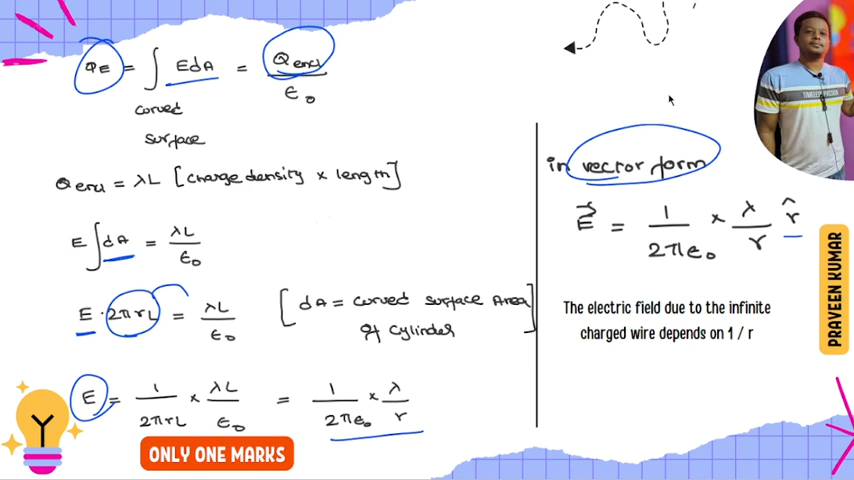 φE = ∫ EdA = Qencl / ϵ₀
curved
surface
Qencl = λL [charge density × length]
E ∫ dA = λL / ϵ₀
E · 2πrL = λL / ϵ₀ [dA = curved surface Area
of cylinder]
E = 1 / 2πrL × λL / ϵ₀ = 1 / 2πϵ₀ × λ / r
ONLY ONE MARKS
in vector form
E⃗ = 1 / 2πϵ₀ × λ / r r̂
The electric field due to the infinite
charged wire depends on 1 / r
PRAVEEN KUMAR